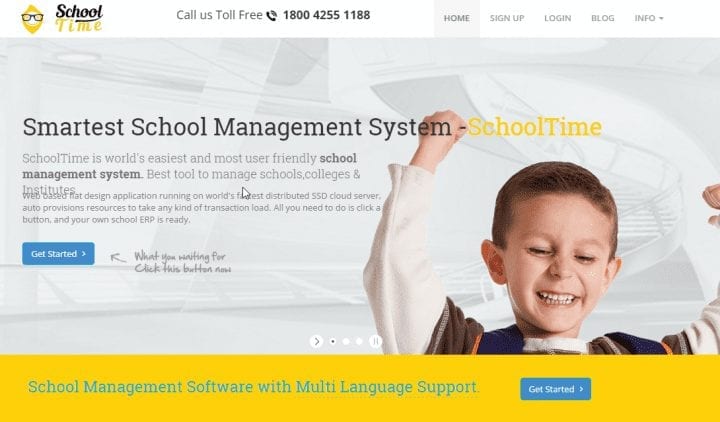 School
Time
Call us Toll Free 1800 4255 1188
HOME SIGN UP LOGIN BLOG INFO
Smartest School Management System -SchoolTime
SchoolTime is world's easiest and most user friendly school
management system. Best tool to manage schools,colleges &
Institutes
Web based flat design application running on world's fastest distributed SSD cloud server,
auto provisions resources to take any kind of transaction load. All you need to do is click a
button, and your own school ERP is ready.
Get Started
What you waiting for
Click this button now
School Management Software with Multi Language Support.
Get Started